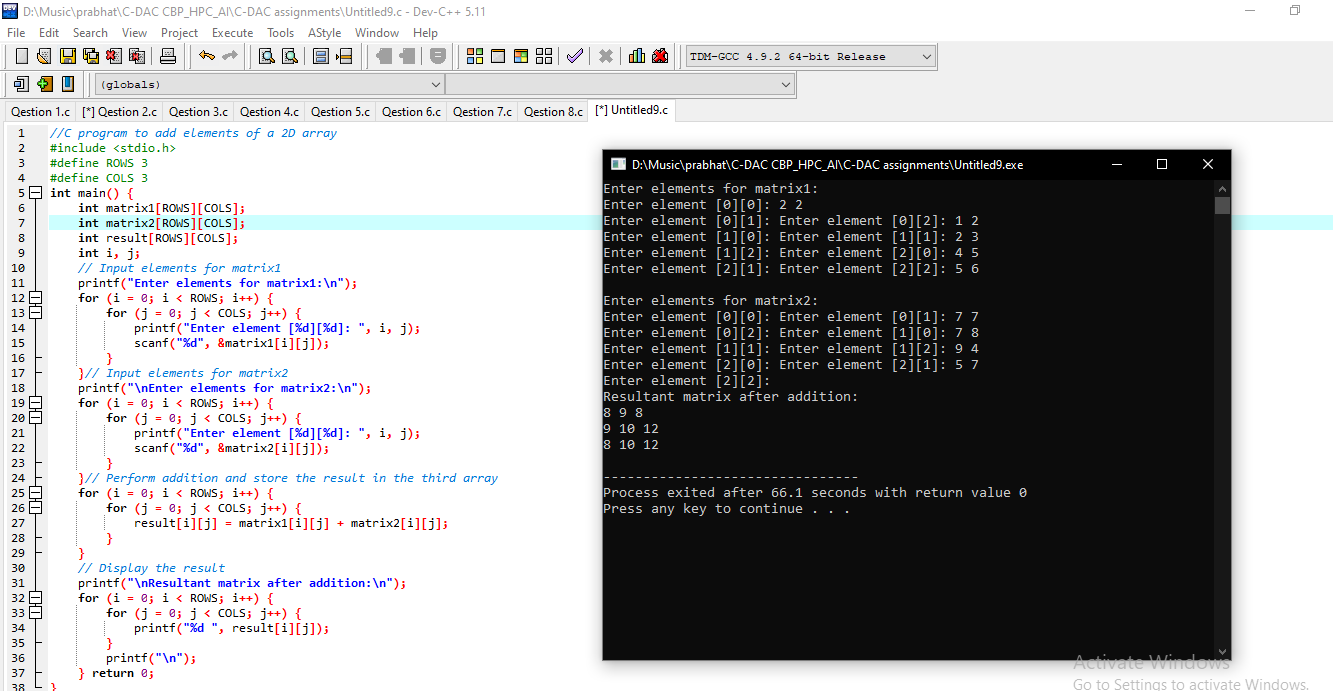 D:\Music\prabhat\C-DAC CBP_HPC_AI\C-DAC assignments\Untitled9.c - Dev-C++ 5.11
File Edit Search View Project Execute Tools AStyle Window Help
TDM-GCC 4.9.2 64-bit Release
(globals)
Qestion 1.c [*] Qestion 2.c Qestion 3.c Qestion 4.c Qestion 5.c Qestion 6.c Qestion 7.c Qestion 8.c [*] Untitled9.c
1 //C program to add elements of a 2D array
2 #include <stdio.h>
3 #define ROWS 3
4 #define COLS 3
5 int main() {
6 int matrix1[ROWS][COLS];
7 int matrix2[ROWS][COLS];
8 int result[ROWS][COLS];
9 int i, j;
10 // Input elements for matrix1
11 printf("Enter elements for matrix1:\n");
12 for (i = 0; i < ROWS; i++) {
13 for (j = 0; j < COLS; j++) {
14 printf("Enter element [%d][%d]: ", i, j);
15 scanf("%d", &matrix1[i][j]);
16 }
17 }// Input elements for matrix2
18 printf("\nEnter elements for matrix2:\n");
19 for (i = 0; i < ROWS; i++) {
20 for (j = 0; j < COLS; j++) {
21 printf("Enter element [%d][%d]: ", i, j);
22 scanf("%d", &matrix2[i][j]);
23 }
24 }// Perform addition and store the result in the third array
25 for (i = 0; i < ROWS; i++) {
26 for (j = 0; j < COLS; j++) {
27 result[i][j] = matrix1[i][j] + matrix2[i][j];
28 }
29 }
30 // Display the result
31 printf("\nResultant matrix after addition:\n");
32 for (i = 0; i < ROWS; i++) {
33 for (j = 0; j < COLS; j++) {
34 printf("%d ", result[i][j]);
35 }
36 printf("\n");
37 } return 0;
38 }
D:\Music\prabhat\C-DAC CBP_HPC_AI\C-DAC assignments\Untitled9.exe
Enter elements for matrix1:
Enter element [0][0]: 2 2
Enter element [0][1]: Enter element [0][2]: 1 2
Enter element [1][0]: Enter element [1][1]: 2 3
Enter element [1][2]: Enter element [2][0]: 4 5
Enter element [2][1]: Enter element [2][2]: 5 6
Enter elements for matrix2:
Enter element [0][0]: Enter element [0][1]: 7 7
Enter element [0][2]: Enter element [1][0]: 7 8
Enter element [1][1]: Enter element [1][2]: 9 4
Enter element [2][0]: Enter element [2][1]: 5 7
Enter element [2][2]:
Resultant matrix after addition:
8 9 8
9 10 12
8 10 12
--------------------------------
Process exited after 66.1 seconds with return value 0
Press any key to continue . . .
Activate Windows
Go to Settings to activate Windows.